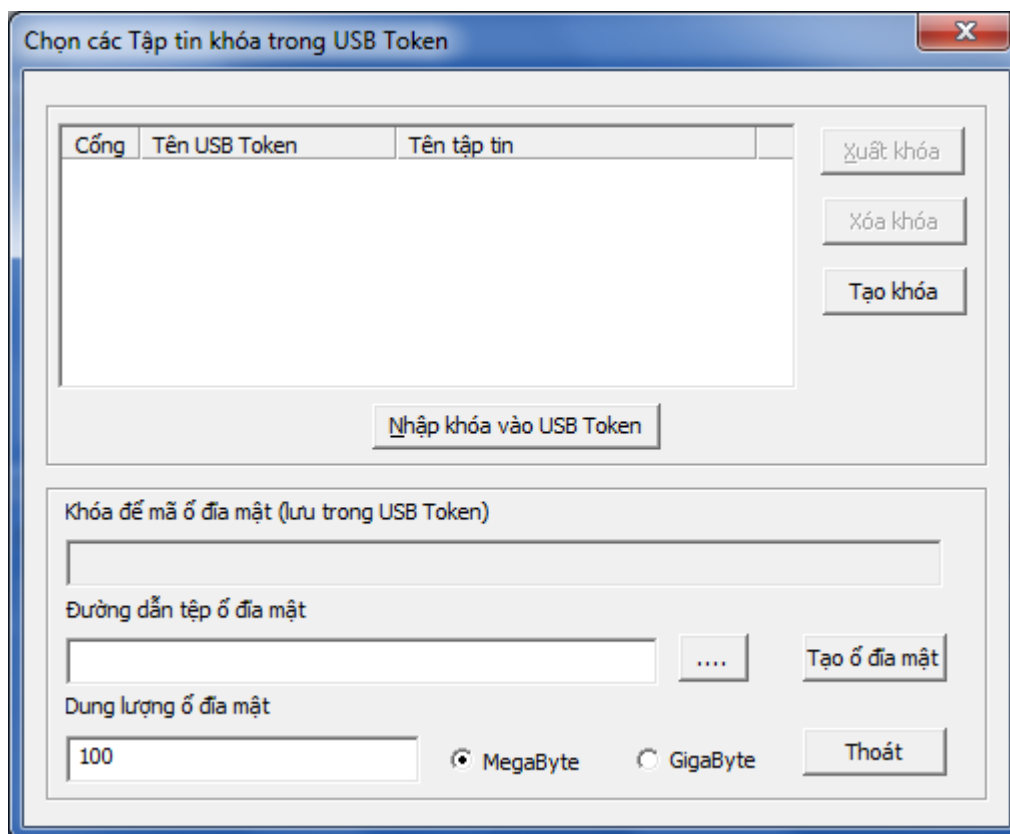 Chọn các Tập tin khóa trong USB Token
Cổng Tên USB Token Tên tập tin
Xuất khóa
Xóa khóa
Tạo khóa
Nhập khóa vào USB Token
Khóa để mã ổ đĩa mật (lưu trong USB Token)
Đường dẫn tệp ổ đĩa mật
.... Tạo ổ đĩa mật
Dung lượng ổ đĩa mật
100 MegaByte GigaByte Thoát